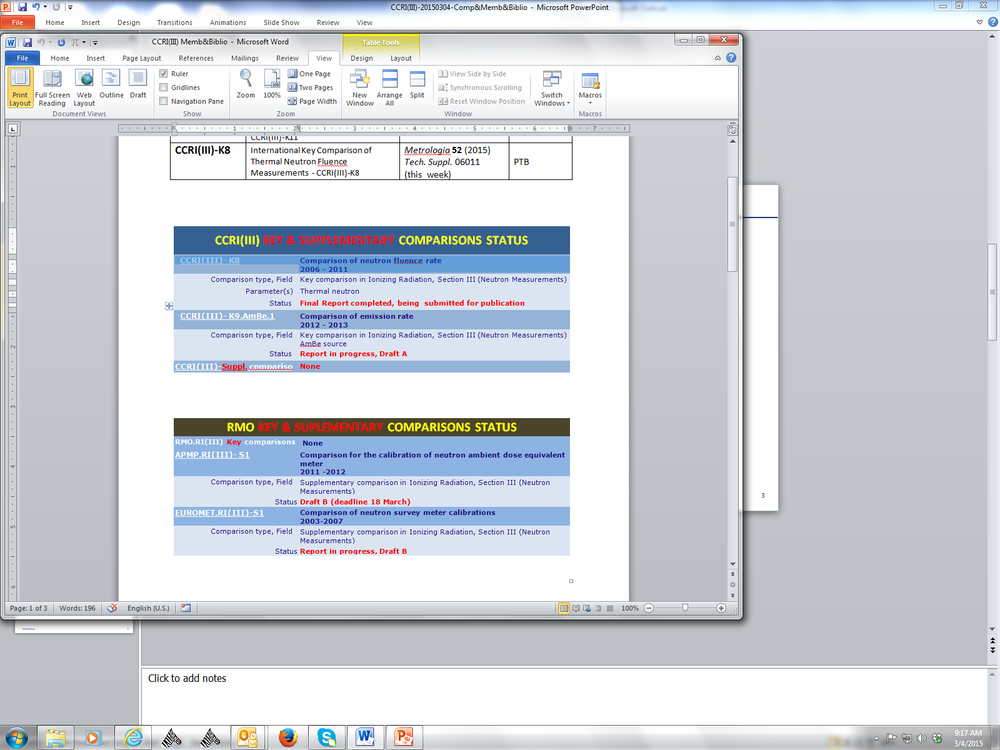 CCRI(III)-20150304-Comp&Memb&Biblio - Microsoft PowerPoint
File Home Insert Design Transitions Animations Slide Show Review View
CCRI(III) Memb&Biblio - Microsoft Word
Table Tools
File Home Insert Page Layout References Mailings Review View Design Layout
Print Layout
Full Screen Reading
Web Layout
Outline
Draft
Document Views
Ruler
Gridlines
Navigation Pane
Show
Zoom
100%
One Page
Two Pages
Page Width
Zoom
New Window
Arrange All
Split
View Side by Side
Synchronous Scrolling
Reset Window Position
Window
Switch Windows
Macros
Macros
1 2 3 4 5 6 7
CCRI(III)-K11
CCRI(III)-K8
International Key Comparison of
Thermal Neutron Fluence
Measurements - CCRI(III)-K8
Metrologia 52 (2015)
Tech. Suppl. 06011
(this week)
PTB
CCRI(III) KEY & SUPPLEMENTARY COMPARISONS STATUS
CCRI(III)- K8 Comparison of neutron fluence rate
2006 - 2011
Comparison type, Field Key comparison in Ionizing Radiation, Section III (Neutron Measurements)
Parameter(s) Thermal neutron
Status Final Report completed, being submitted for publication
CCRI(III)- K9.AmBe.1 Comparison of emission rate
2012 - 2013
Comparison type, Field Key comparison in Ionizing Radiation, Section III (Neutron Measurements)
AmBe source
Status Report in progress, Draft A
CCRI(III)-Suppl. compariso None
RMO KEY & SUPLEMENTARY COMPARISONS STATUS
RMO.RI(III) Key comparisons None
APMP.RI(III)- S1 Comparison for the calibration of neutron ambient dose equivalent
meter
2011 -2012
Comparison type, Field Supplementary comparison in Ionizing Radiation, Section III (Neutron
Measurements)
Status Draft B (deadline 18 March)
EUROMET.RI(III)-S1 Comparison of neutron survey meter calibrations
2003-2007
Comparison type, Field Supplementary comparison in Ionizing Radiation, Section III (Neutron
Measurements)
Status Report in progress, Draft B
3
Page: 1 of 3 Words: 196 English (U.S.) 100%
Click to add notes
9:17 AM
3/4/2015